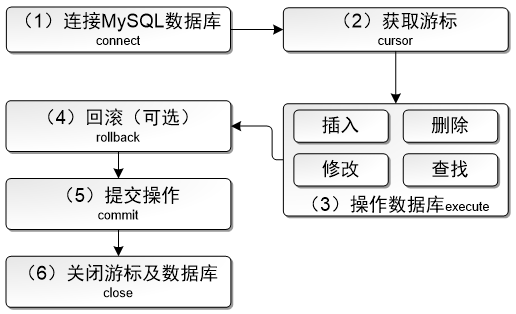 （1）连接MySQL数据库
connect
（2）获取游标
cursor
插入
删除
修改
查找
（3）操作数据库execute
（4）回滚（可选）
rollback
（5）提交操作
commit
（6）关闭游标及数据库
close